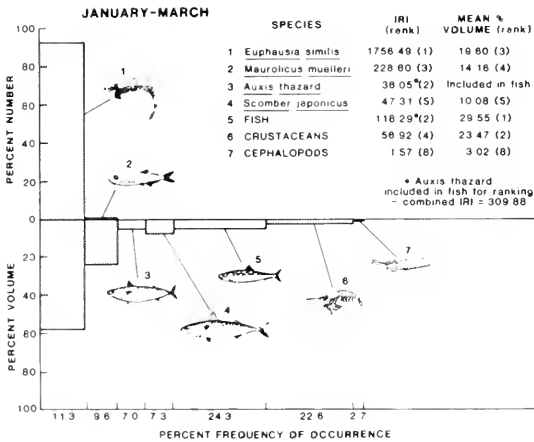 JANUARY-MARCH
SPECIES IRI (rank) MEAN % VOLUME (rank)
1 Euphausia similis 1756 49 (1) 19 60 (3)
2 Maurolicus muelleri 228 60 (3) 14 16 (4)
3 Auxis thazard 38 05*(2) Included in fish
4 Scomber japonicus 47 31 (5) 10 08 (5)
5 FISH 118 29*(2) 29 55 (1)
6 CRUSTACEANS 56 92 (4) 23 47 (2)
7 CEPHALOPODS 1 57 (8) 3 02 (8)
* Auxis thazard
included in fish for ranking
- combined IRI = 309 88
PERCENT NUMBER
100
80
60
40
20
0
PERCENT VOLUME
20
40
60
80
100
1
2
3
4
5
6
7
11 3 9 6 7 0 7 3 24 3 22 6 2 7
PERCENT FREQUENCY OF OCCURRENCE